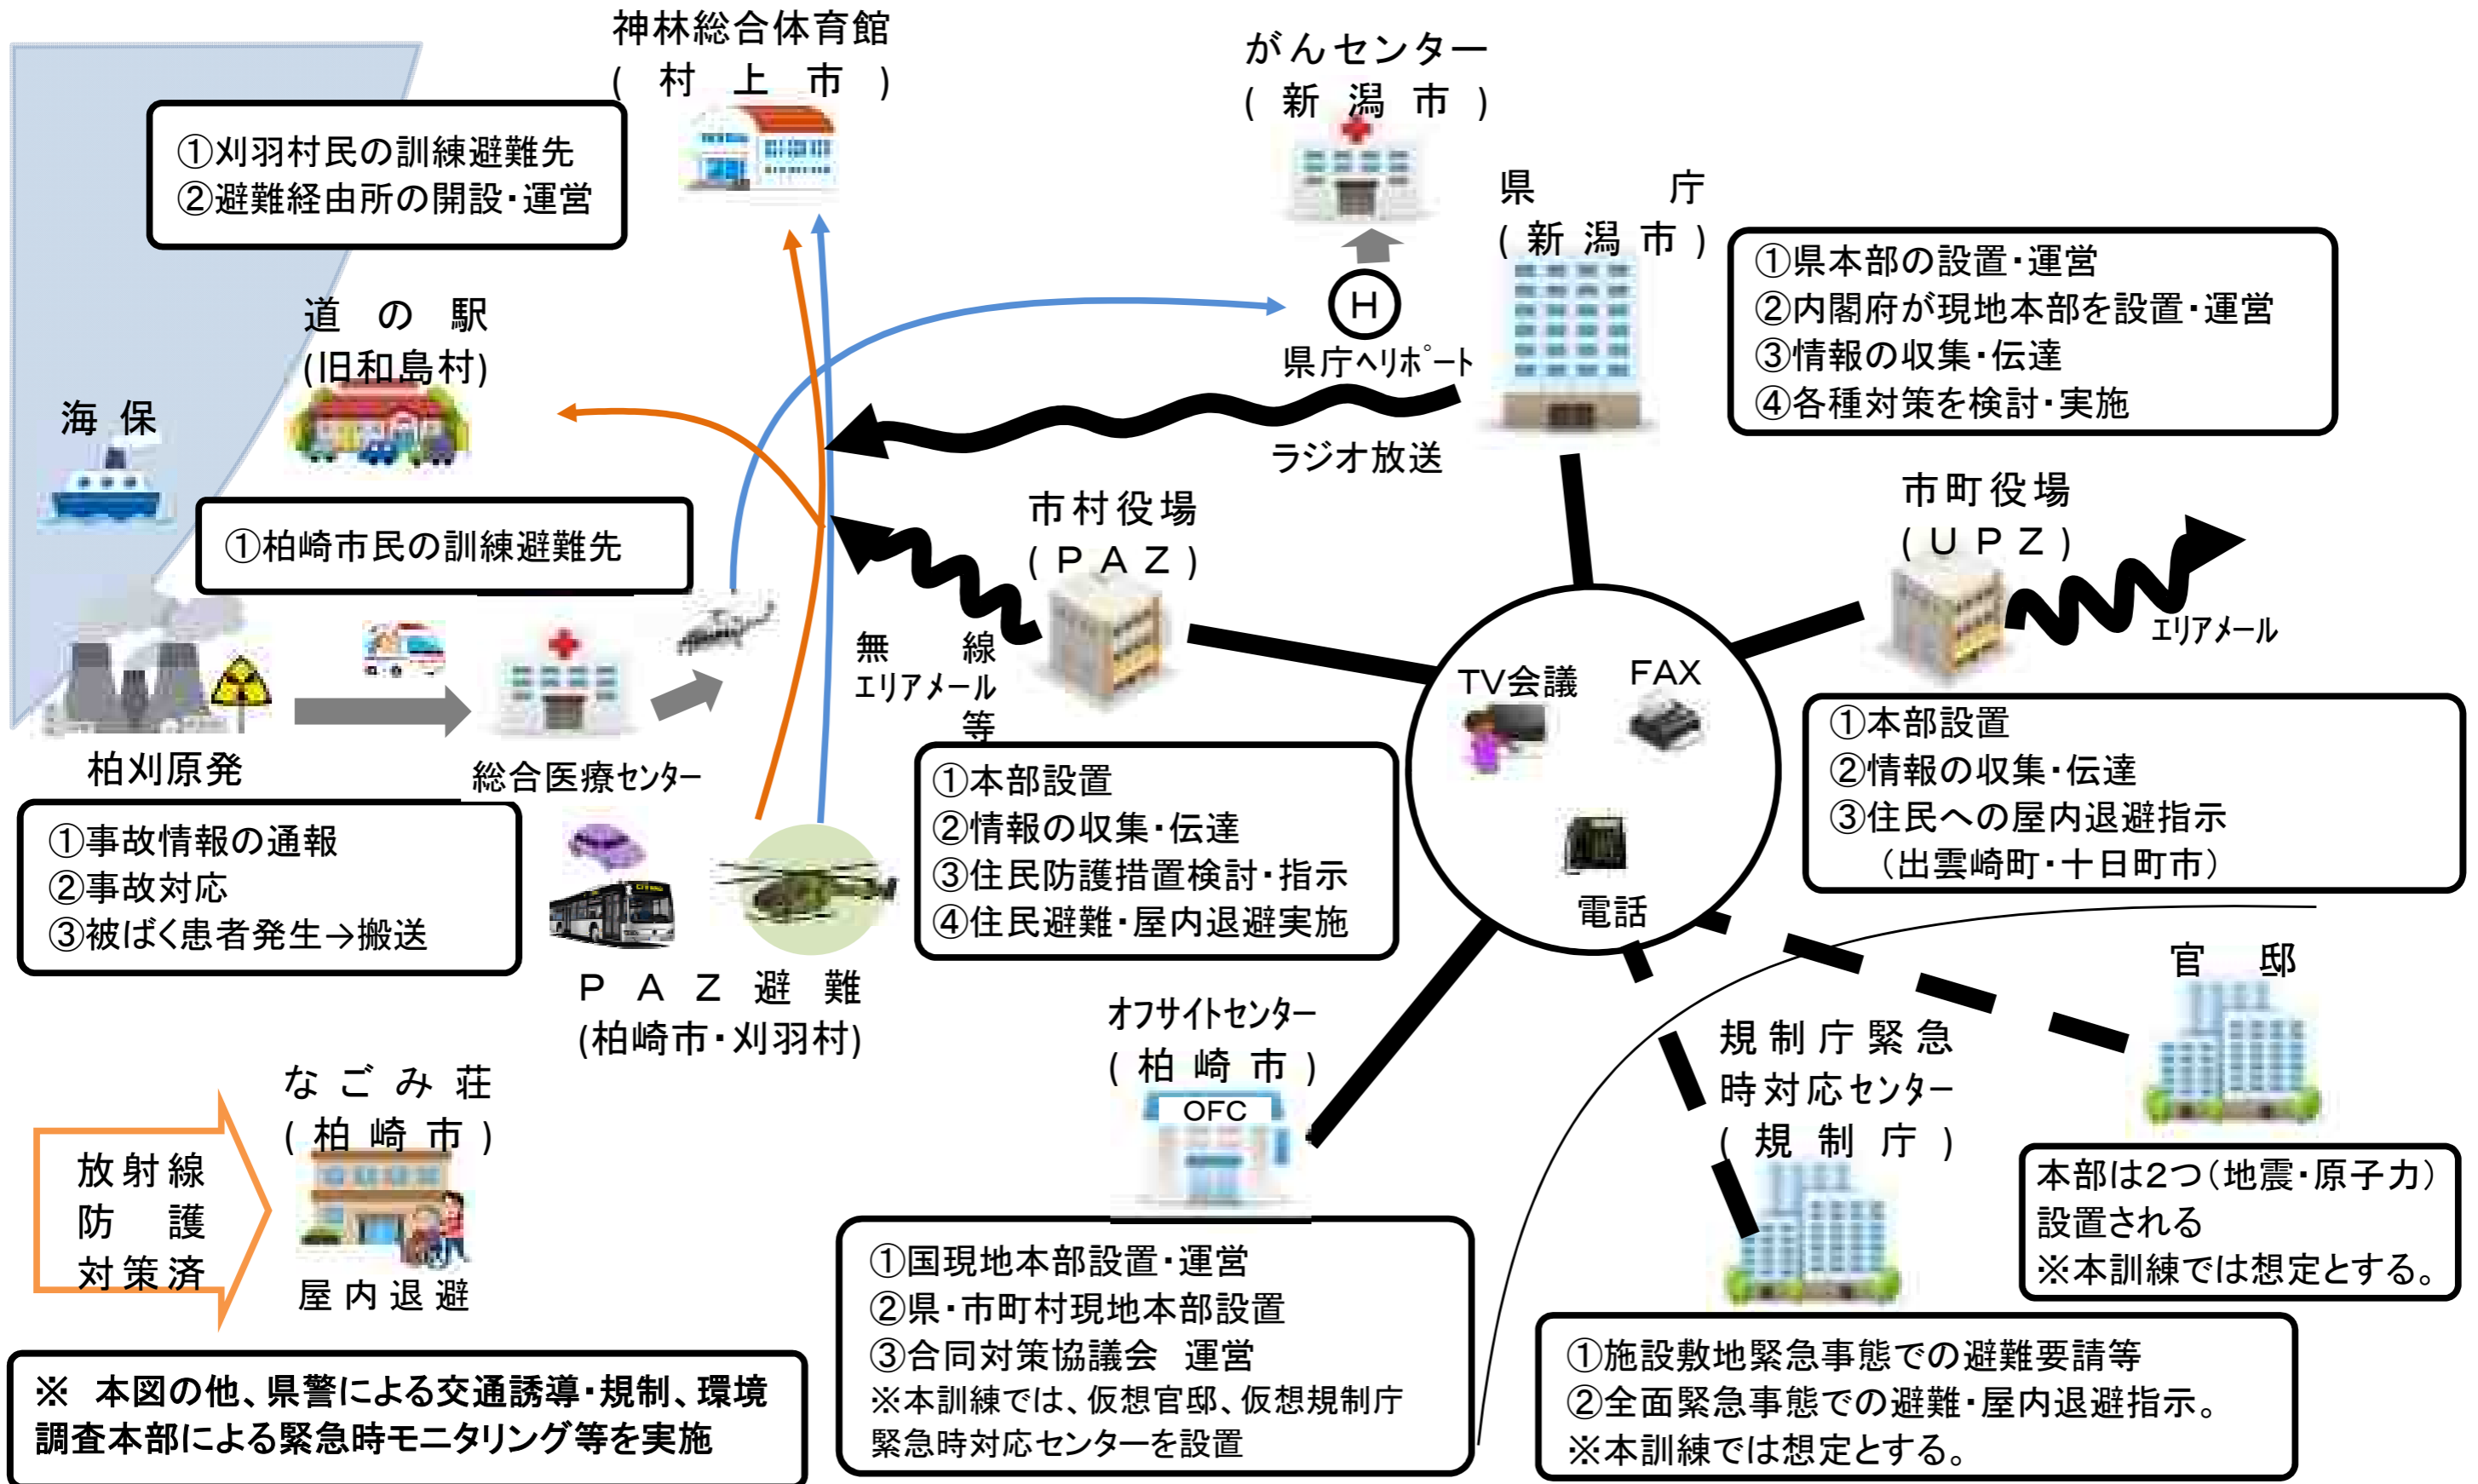 神林総合体育館
(村上市)
①刈羽村民の訓練避難先
②避難経由所の開設・運営
がんセンター
(新潟市)
H
県庁ヘリポート
県庁
(新潟市)
①県本部の設置・運営
②内閣府が現地本部を設置・運営
③情報の収集・伝達
④各種対策を検討・実施
道の駅
(旧和島村)
海保
①柏崎市民の訓練避難先
ラジオ放送
市村役場
(PAZ)
無線
エリアメール
等
市町役場
(UPZ)
エリアメール
TV会議
FAX
電話
柏刈原発
総合医療センター
①事故情報の通報
②事故対応
③被ばく患者発生→搬送
①本部設置
②情報の収集・伝達
③住民防護措置検討・指示
④住民避難・屋内退避実施
①本部設置
②情報の収集・伝達
③住民への屋内退避指示
(出雲崎町・十日町市)
PAZ避難
(柏崎市・刈羽村)
オフサイトセンター
(柏崎市)
OFC
①国現地本部設置・運営
②県・市町村現地本部設置
③合同対策協議会 運営
※本訓練では、仮想官邸、仮想規制庁
緊急時対応センターを設置
官邸
本部は2つ(地震・原子力)
設置される
※本訓練では想定とする。
規制庁緊急
時対応センター
(規制庁)
①施設敷地緊急事態での避難要請等
②全面緊急事態での避難・屋内退避指示。
※本訓練では想定とする。
なごみ荘
(柏崎市)
屋内退避
放射線
防護
対策済
※ 本図の他、県警による交通誘導・規制、環境
調査本部による緊急時モニタリング等を実施